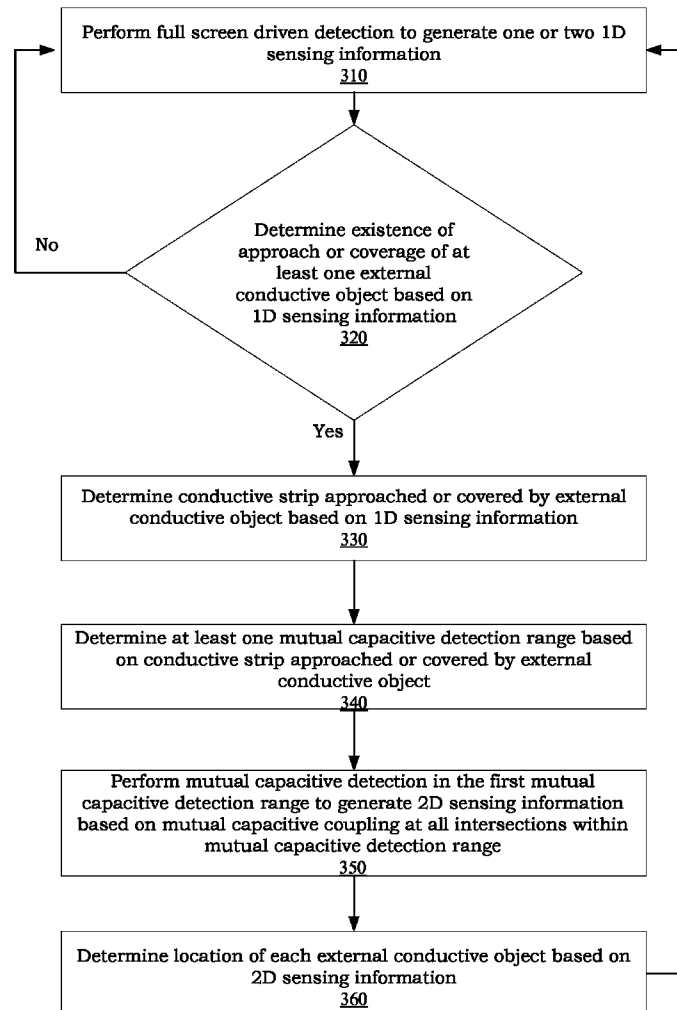 Perform full screen driven detection to generate one or two 1D
sensing information
310
Determine existence of
approach or coverage of at
least one external
conductive object based on
1D sensing information
320
No
Yes
Determine conductive strip approached or covered by external
conductive object based on 1D sensing information
330
Determine at least one mutual capacitive detection range based
on conductive strip approached or covered by external
conductive object
340
Perform mutual capacitive detection in the first mutual
capacitive detection range to generate 2D sensing information
based on mutual capacitive coupling at all intersections within
mutual capacitive detection range
350
Determine location of each external conductive object based on
2D sensing information
360